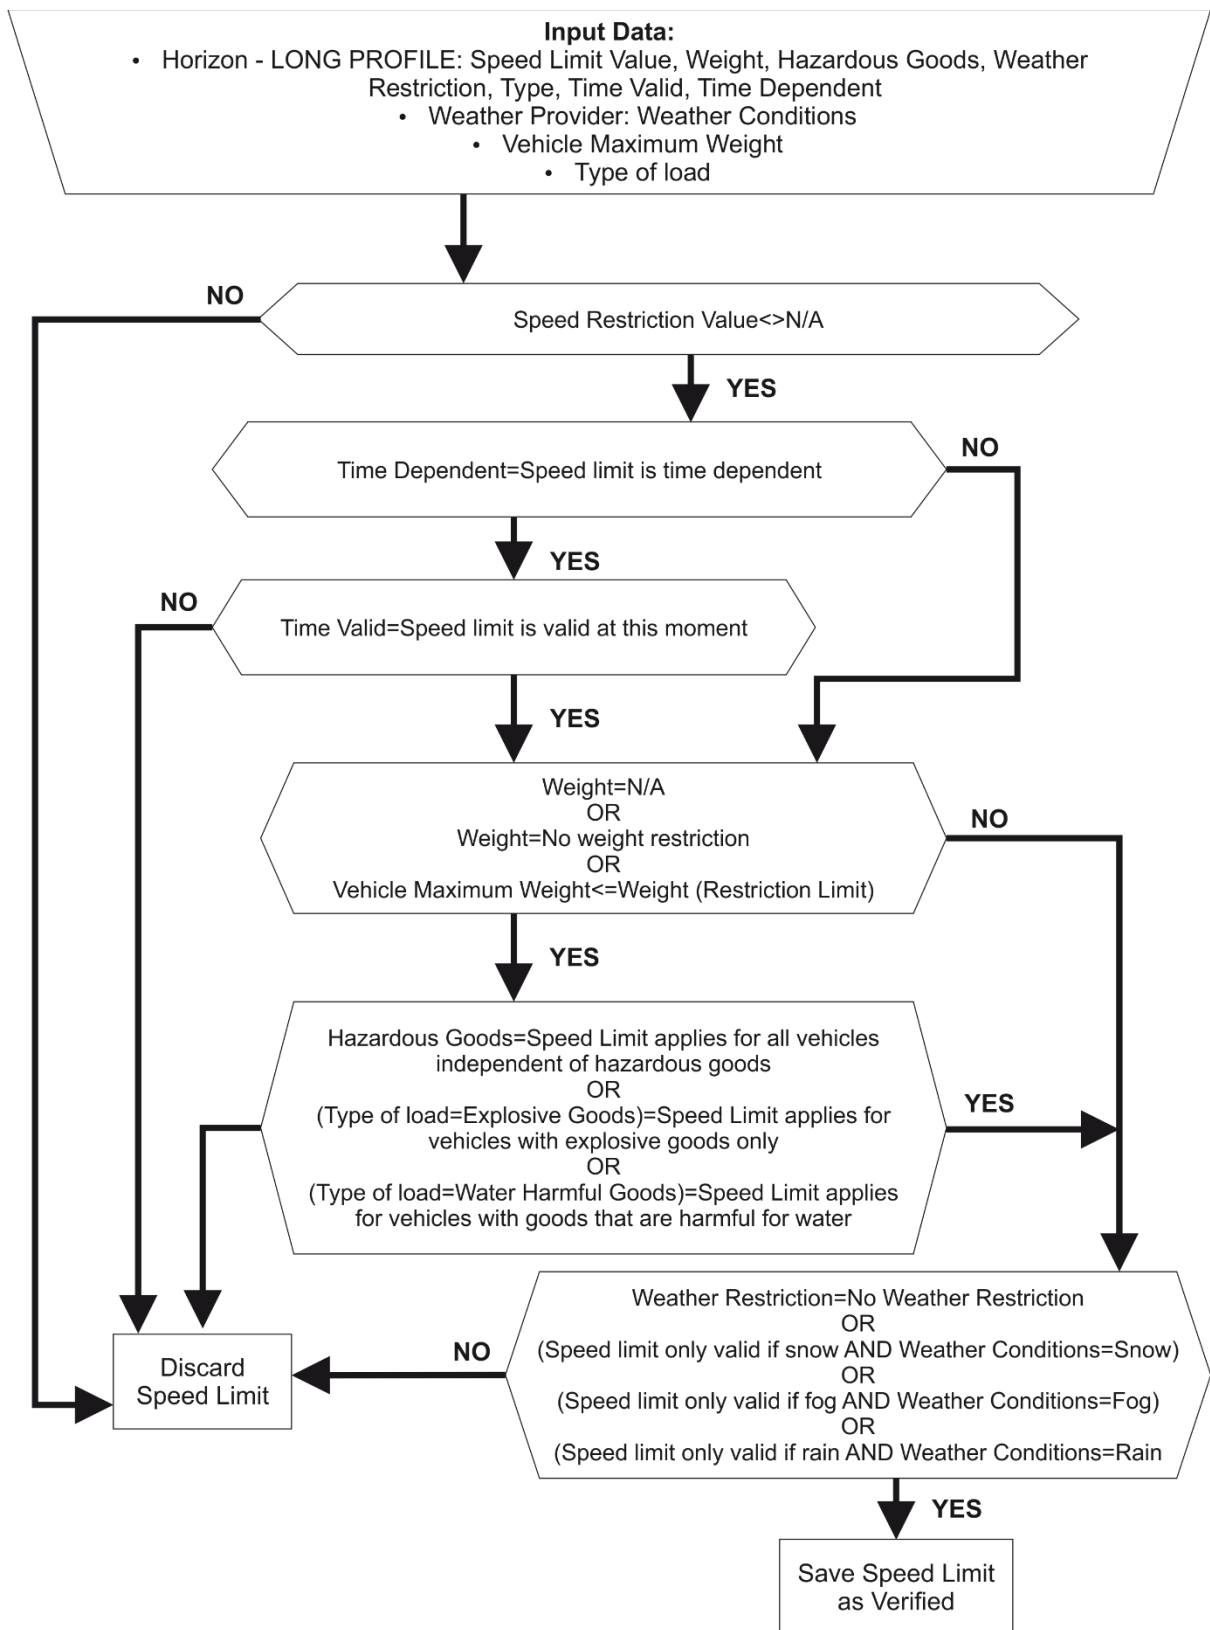 Input Data:
• Horizon - LONG PROFILE: Speed Limit Value, Weight, Hazardous Goods, Weather
Restriction, Type, Time Valid, Time Dependent
• Weather Provider: Weather Conditions
• Vehicle Maximum Weight
• Type of load
NO
Speed Restriction Value<>N/A
YES
NO
Time Dependent=Speed limit is time dependent
YES
NO
Time Valid=Speed limit is valid at this moment
YES
Weight=N/A
OR
Weight=No weight restriction
OR
Vehicle Maximum Weight<=Weight (Restriction Limit)
NO
YES
Hazardous Goods=Speed Limit applies for all vehicles
independent of hazardous goods
OR
(Type of load=Explosive Goods)=Speed Limit applies for
vehicles with explosive goods only
OR
(Type of load=Water Harmful Goods)=Speed Limit applies
for vehicles with goods that are harmful for water
YES
Weather Restriction=No Weather Restriction
OR
(Speed limit only valid if snow AND Weather Conditions=Snow)
OR
(Speed limit only valid if fog AND Weather Conditions=Fog)
OR
(Speed limit only valid if rain AND Weather Conditions=Rain
NO
Discard
Speed Limit
YES
Save Speed Limit
as Verified